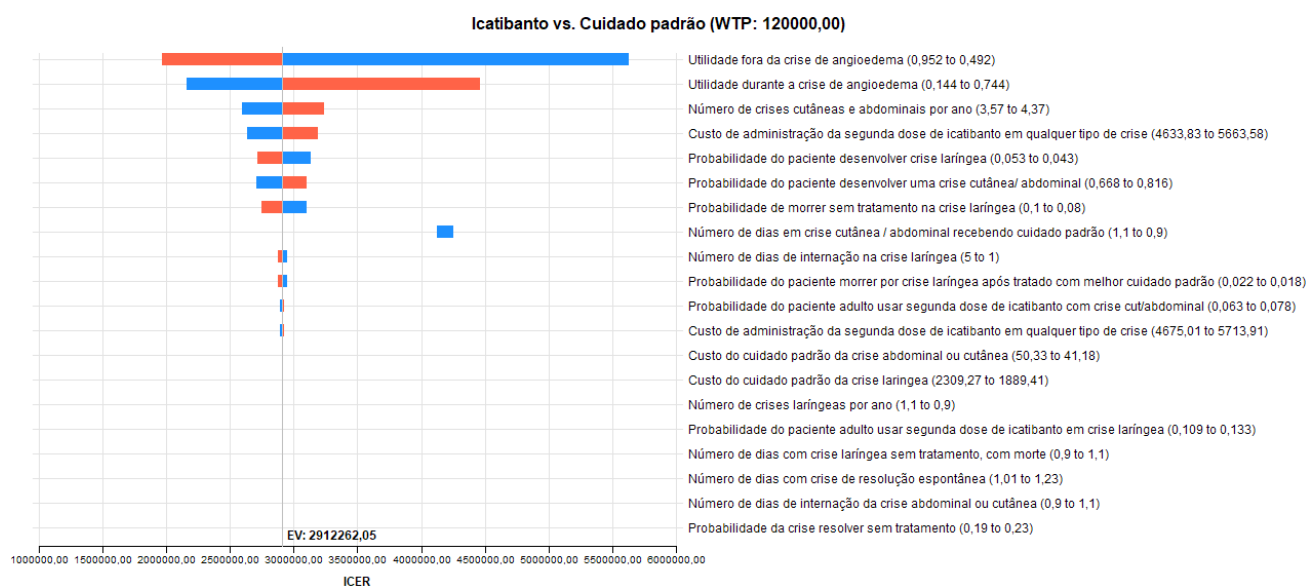 Icatibanto vs. Cuidado padrão (WTP: 120000,00)
Utilidade fora da crise de angioedema (0,952 to 0,492)
Utilidade durante a crise de angioedema (0,144 to 0,744)
Número de crises cutâneas e abdominais por ano (3,57 to 4,37)
Custo de administração da segunda dose de icatibanto em qualquer tipo de crise (4633,83 to 5663,58)
Probabilidade do paciente desenvolver crise laríngea (0,053 to 0,043)
Probabilidade do paciente desenvolver uma crise cutânea/ abdominal (0,668 to 0,816)
Probabilidade de morrer sem tratamento na crise laríngea (0,1 to 0,08)
Número de dias em crise cutânea / abdominal recebendo cuidado padrão (1,1 to 0,9)
Número de dias de internação na crise laríngea (5 to 1)
Probabilidade do paciente morrer por crise laríngea após tratado com melhor cuidado padrão (0,022 to 0,018)
Probabilidade do paciente adulto usar segunda dose de icatibanto com crise cut/abdominal (0,063 to 0,078)
Custo de administração da segunda dose de icatibanto em qualquer tipo de crise (4675,01 to 5713,91)
Custo do cuidado padrão da crise abdominal ou cutânea (50,33 to 41,18)
Custo do cuidado padrão da crise laringea (2309,27 to 1889,41)
Número de crises laríngeas por ano (1,1 to 0,9)
Probabilidade do paciente adulto usar segunda dose de icatibanto em crise laríngea (0,109 to 0,133)
Número de dias com crise laríngea sem tratamento, com morte (0,9 to 1,1)
Número de dias com crise de resolução espontânea (1,01 to 1,23)
Número de dias de internação da crise abdominal ou cutânea (0,9 to 1,1)
Probabilidade da crise resolver sem tratamento (0,19 to 0,23)
EV: 2912262,05
1000000,00 1500000,00 2000000,00 2500000,00 3000000,00 3500000,00 4000000,00 4500000,00 5000000,00 5500000,00 6000000,00
ICER